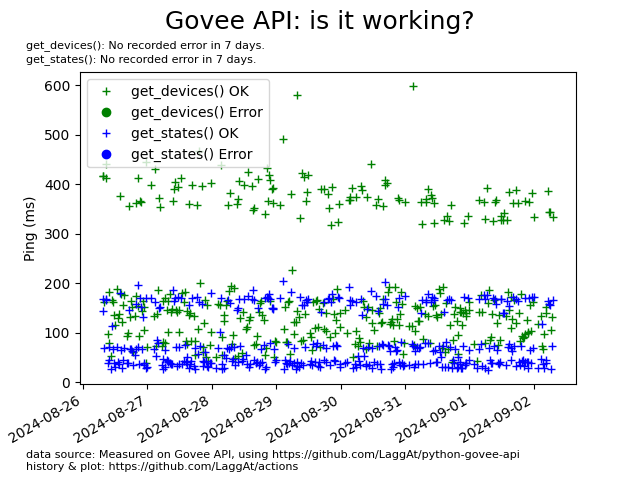 Govee API: is it working?
get_devices(): No recorded error in 7 days.
get_states(): No recorded error in 7 days.
get_devices() OK
get_devices() Error
get_states() OK
get_states() Error
Ping (ms)
600
500
400
300
200
100
0
2024-08-26
2024-08-27
2024-08-28
2024-08-29
2024-08-30
2024-08-31
2024-09-01
2024-09-02
data source: Measured on Govee API, using https://github.com/LaggAt/python-govee-api
history & plot: https://github.com/LaggAt/actions